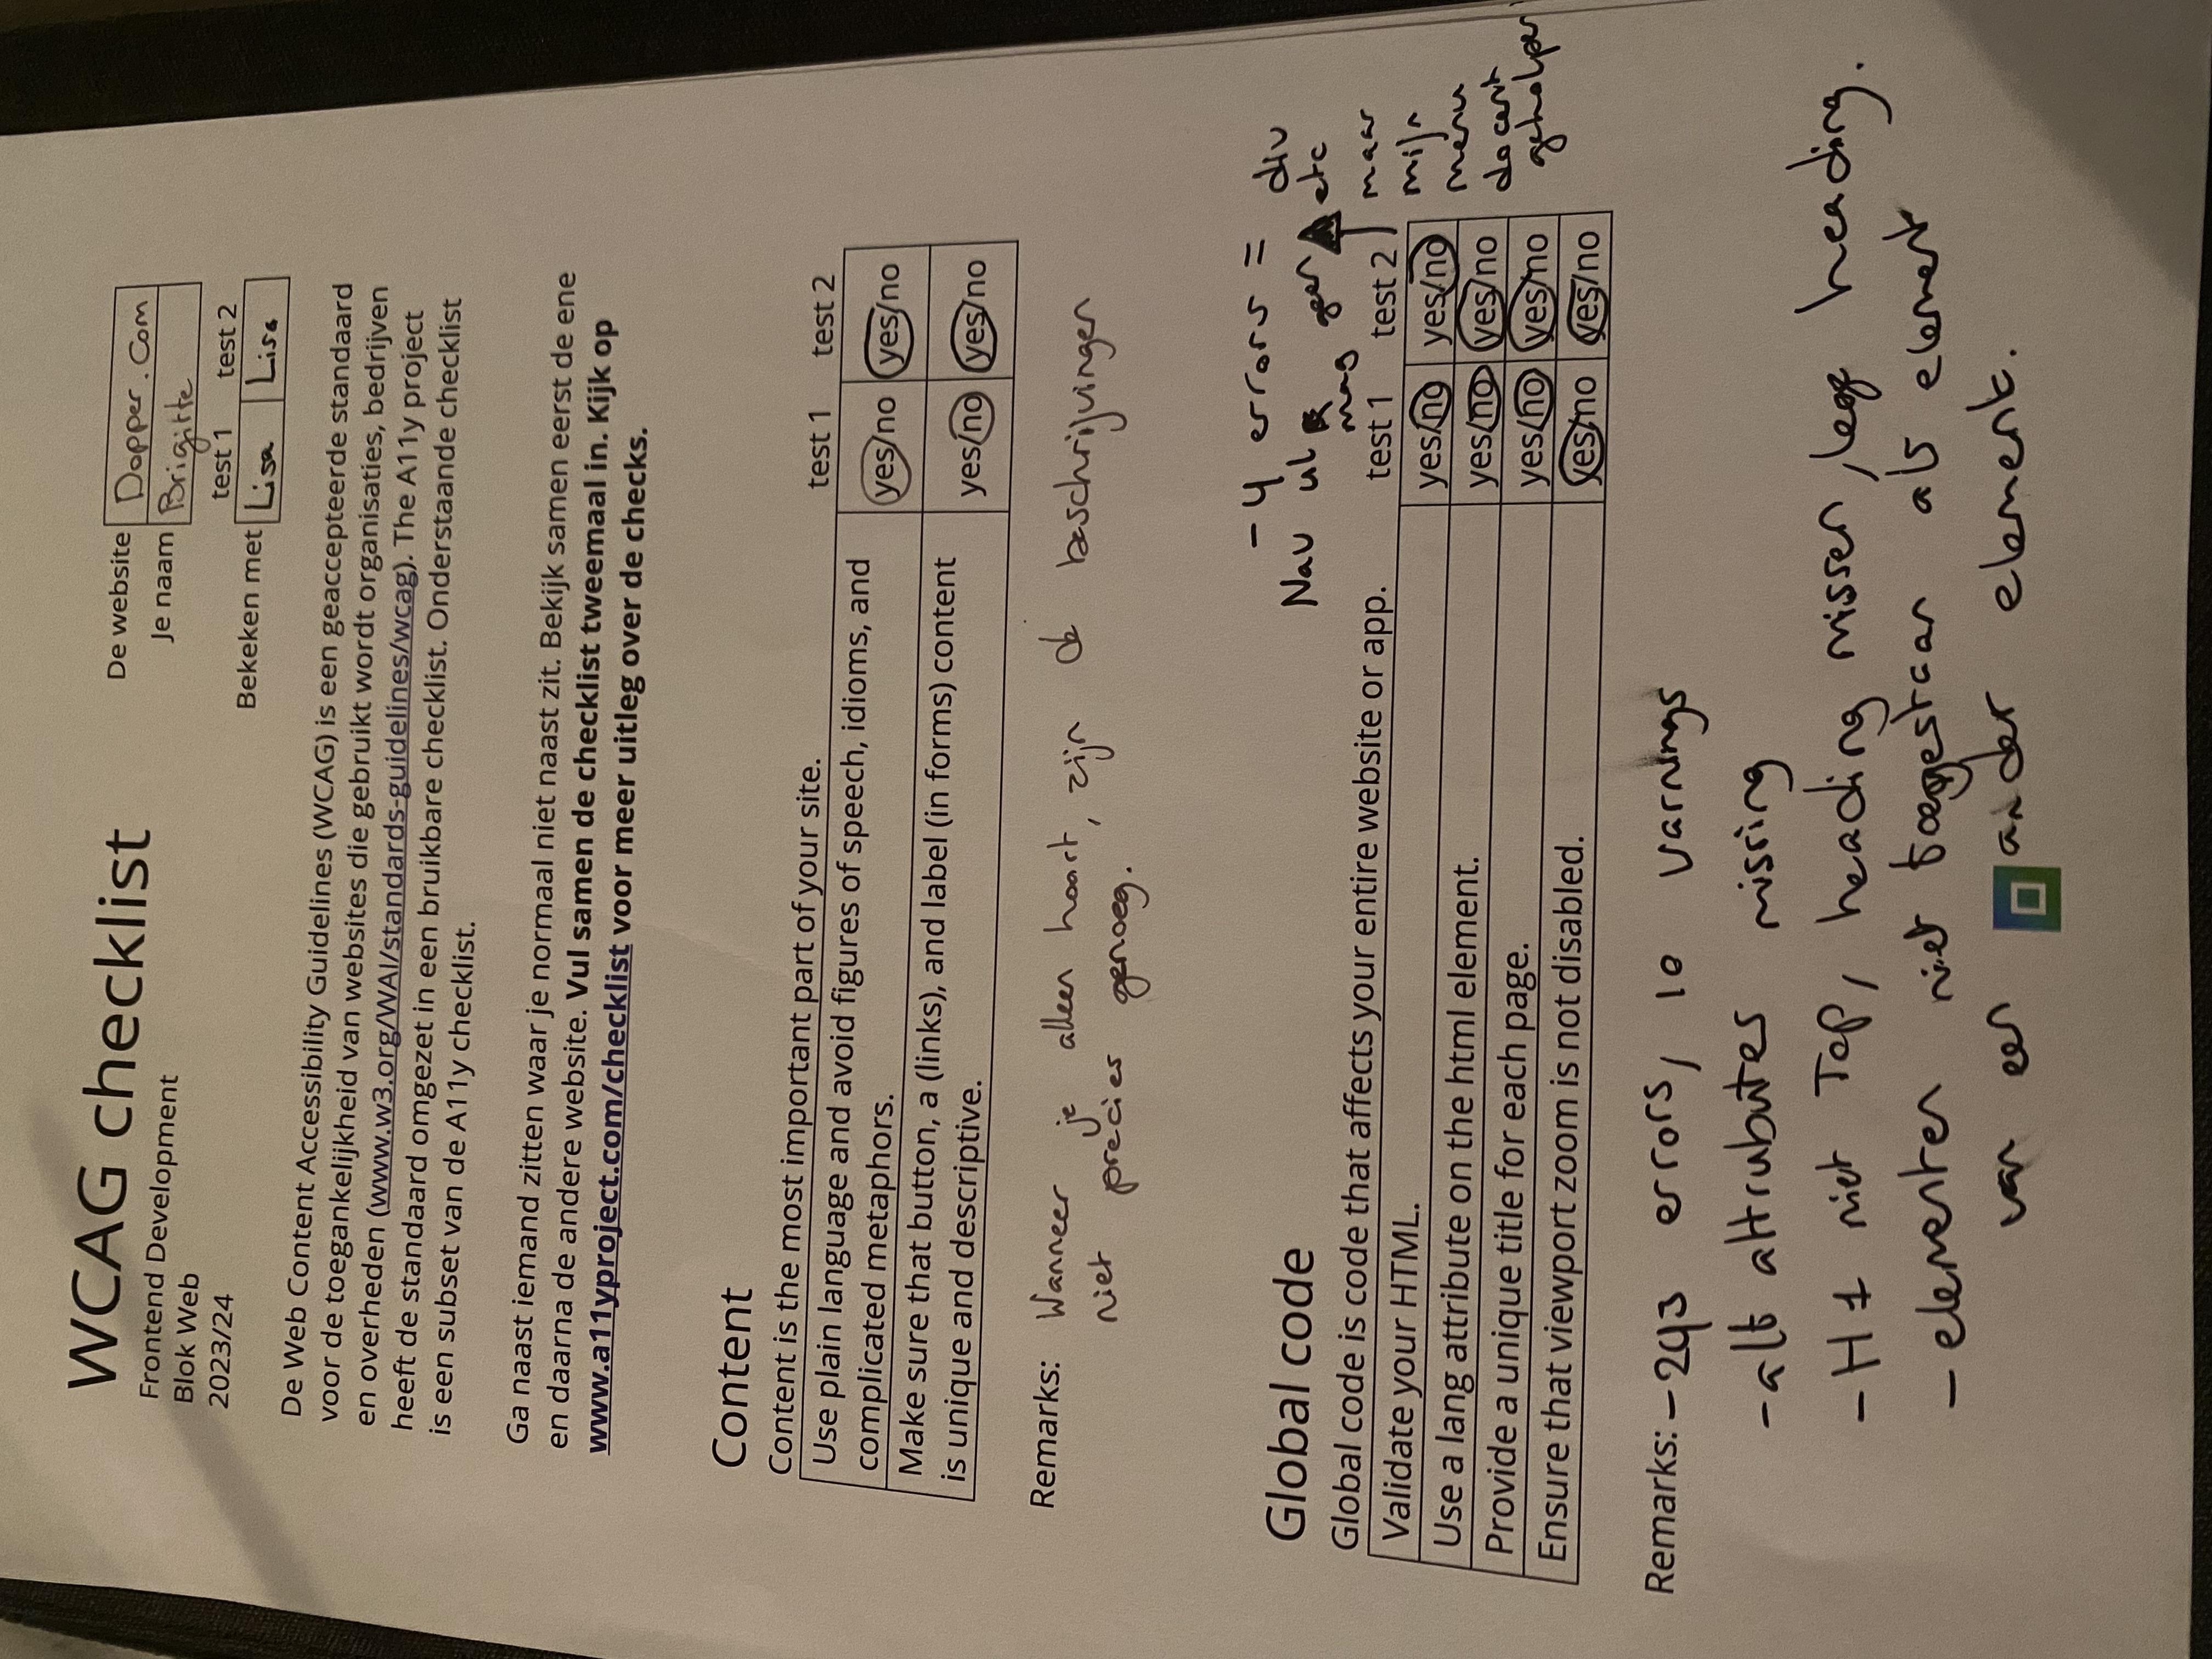 WCAG checklist
Frontend Development
Blok Web
2023/24
De website Dopper.Com
Je naam Brigitte
test 1 test 2
Bekeken met Lisa Lisa
De Web Content Accessibility Guidelines (WCAG) is een geaccepteerde standaard
voor de toegankelijkheid van websites die gebruikt wordt organisaties, bedrijven
en overheden (www.w3.org/WAI/standards-guidelines/wcag). The A11y project
heeft de standaard omgezet in een bruikbare checklist. Onderstaande checklist
is een subset van de A11y checklist.
Ga naast iemand zitten waar je normaal niet naast zit. Bekijk samen eerst de ene
en daarna de andere website. Vul samen de checklist tweemaal in. Kijk op
www.a11yproject.com/checklist voor meer uitleg over de checks.
Content
Content is the most important part of your site.
test 1 test 2
Use plain language and avoid figures of speech, idioms, and
complicated metaphors.
yes/no yes/no
Make sure that button, a (links), and label (in forms) content
is unique and descriptive.
yes/no yes/no
Remarks: Wanneer je alleen hoort, zijn de beschrijvingen
niet precies genoeg.
- 4 errors = div
Nav ul mag geen etc
maar
mijn
menu
docent
geholpen
Global code
Global code is code that affects your entire website or app.
test 1 test 2
Validate your HTML. yes/no yes/no
Use a lang attribute on the html element. yes/no yes/no
Provide a unique title for each page. yes/no yes/no
Ensure that viewport zoom is not disabled. yes/no yes/no
Remarks: - 293 errors, 10 varnings
- alt attrubutes missing
- H1 niet Top, heading missen, leeg heading.
- elementen niet toegestaan als element
van een ander element.